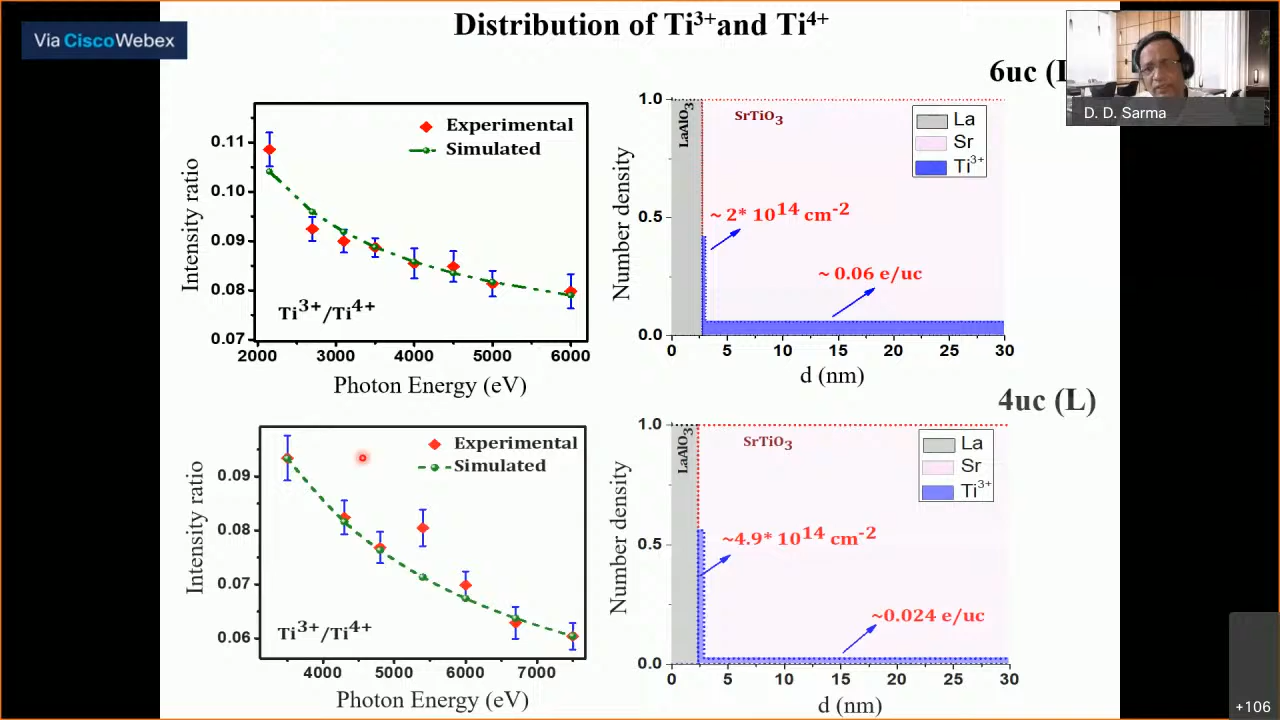 Distribution of Ti3+and Ti4+
Via CiscoWebex
D. D. Sarma
6uc (
Experimental
Simulated
Intensity ratio
0.11
0.10
0.09
0.08
0.07
Ti3+/Ti4+
2000 3000 4000 5000 6000
Photon Energy (eV)
LaAlO3
SrTiO3
La
Sr
Ti3+
Number density
1.0
0.5
0.0
~ 2* 10^14 cm-2
~ 0.06 e/uc
0 5 10 15 20 25 30
d (nm)
4uc (L)
Experimental
Simulated
Intensity ratio
0.09
0.08
0.07
0.06
Ti3+/Ti4+
4000 5000 6000 7000
Photon Energy (eV)
LaAlO3
SrTiO3
La
Sr
Ti3+
Number density
1.0
0.5
0.0
~4.9* 10^14 cm-2
~0.024 e/uc
0 5 10 15 20 25 30
d (nm)
+106